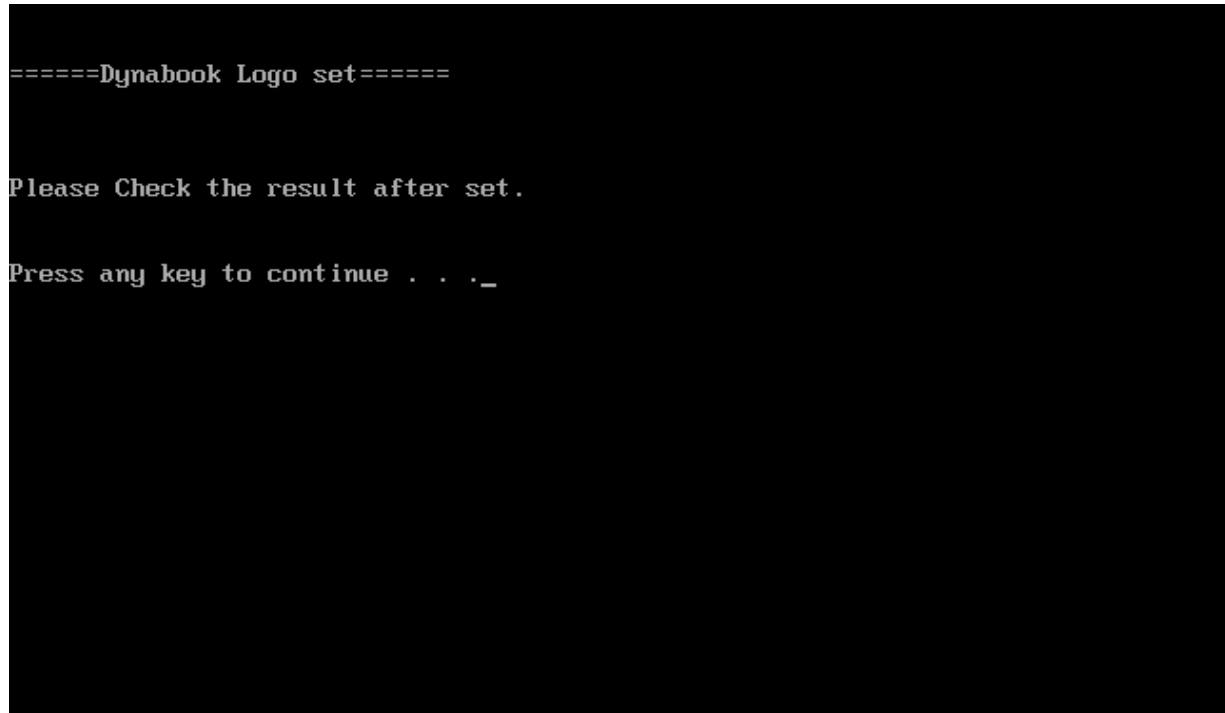 ======Dynabook Logo set======
Please Check the result after set.
Press any key to continue . . ._